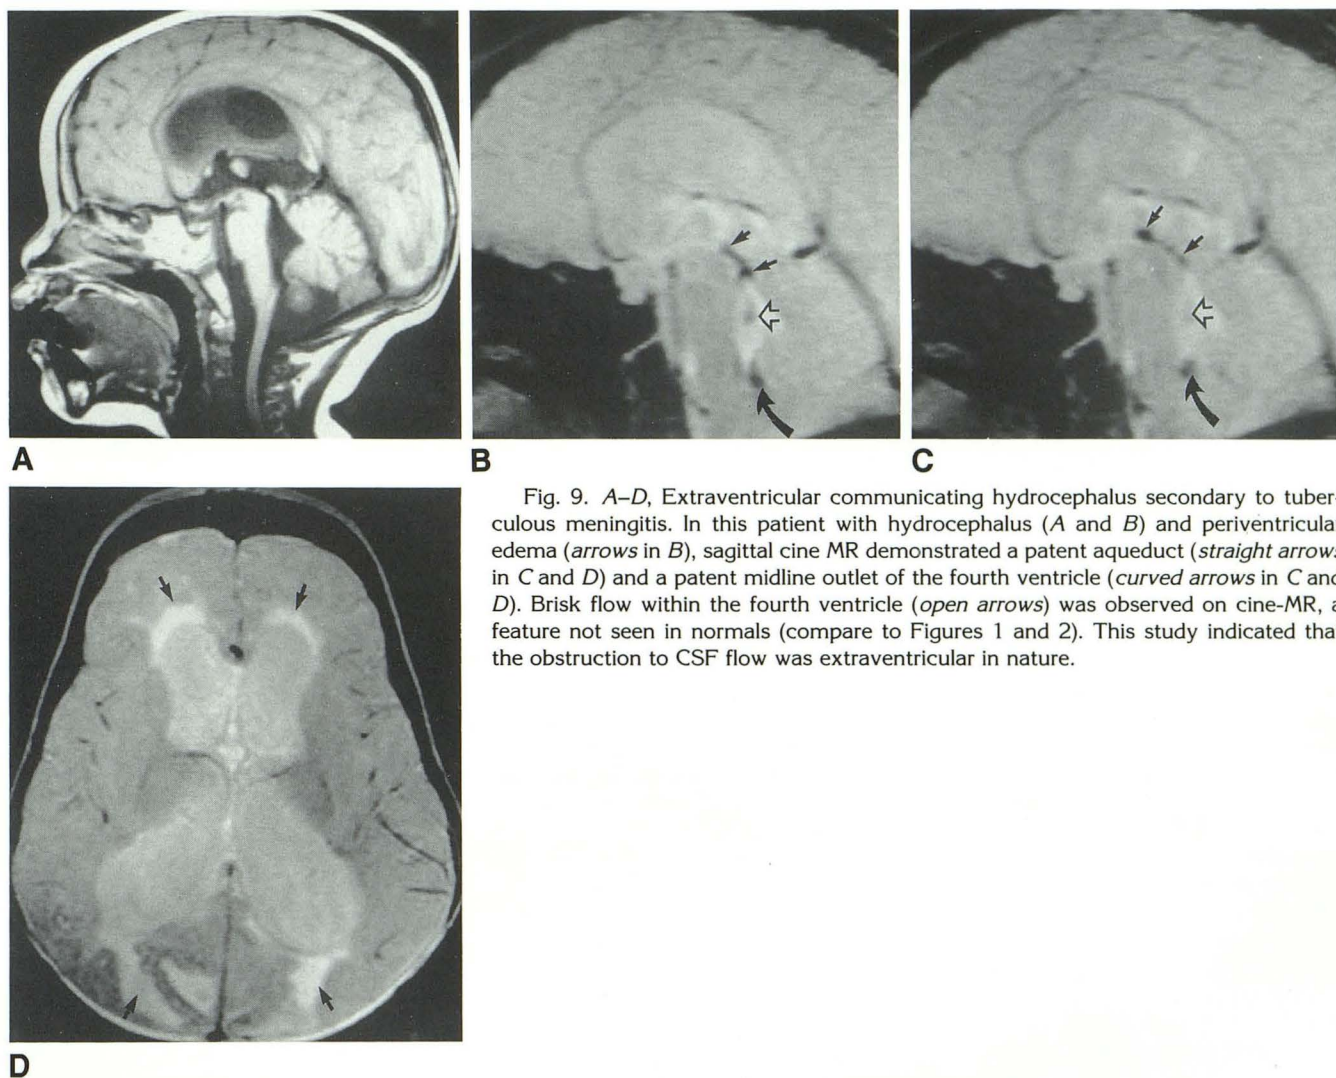 A
B
C
Fig. 9. A–D, Extraventricular communicating hydrocephalus secondary to tuber-
culous meningitis. In this patient with hydrocephalus (A and B) and periventricula
edema (arrows in B), sagittal cine MR demonstrated a patent aqueduct (straight arrows
in C and D) and a patent midline outlet of the fourth ventricle (curved arrows in C and
D). Brisk flow within the fourth ventricle (open arrows) was observed on cine-MR, a
feature not seen in normals (compare to Figures 1 and 2). This study indicated tha
the obstruction to CSF flow was extraventricular in nature.
D